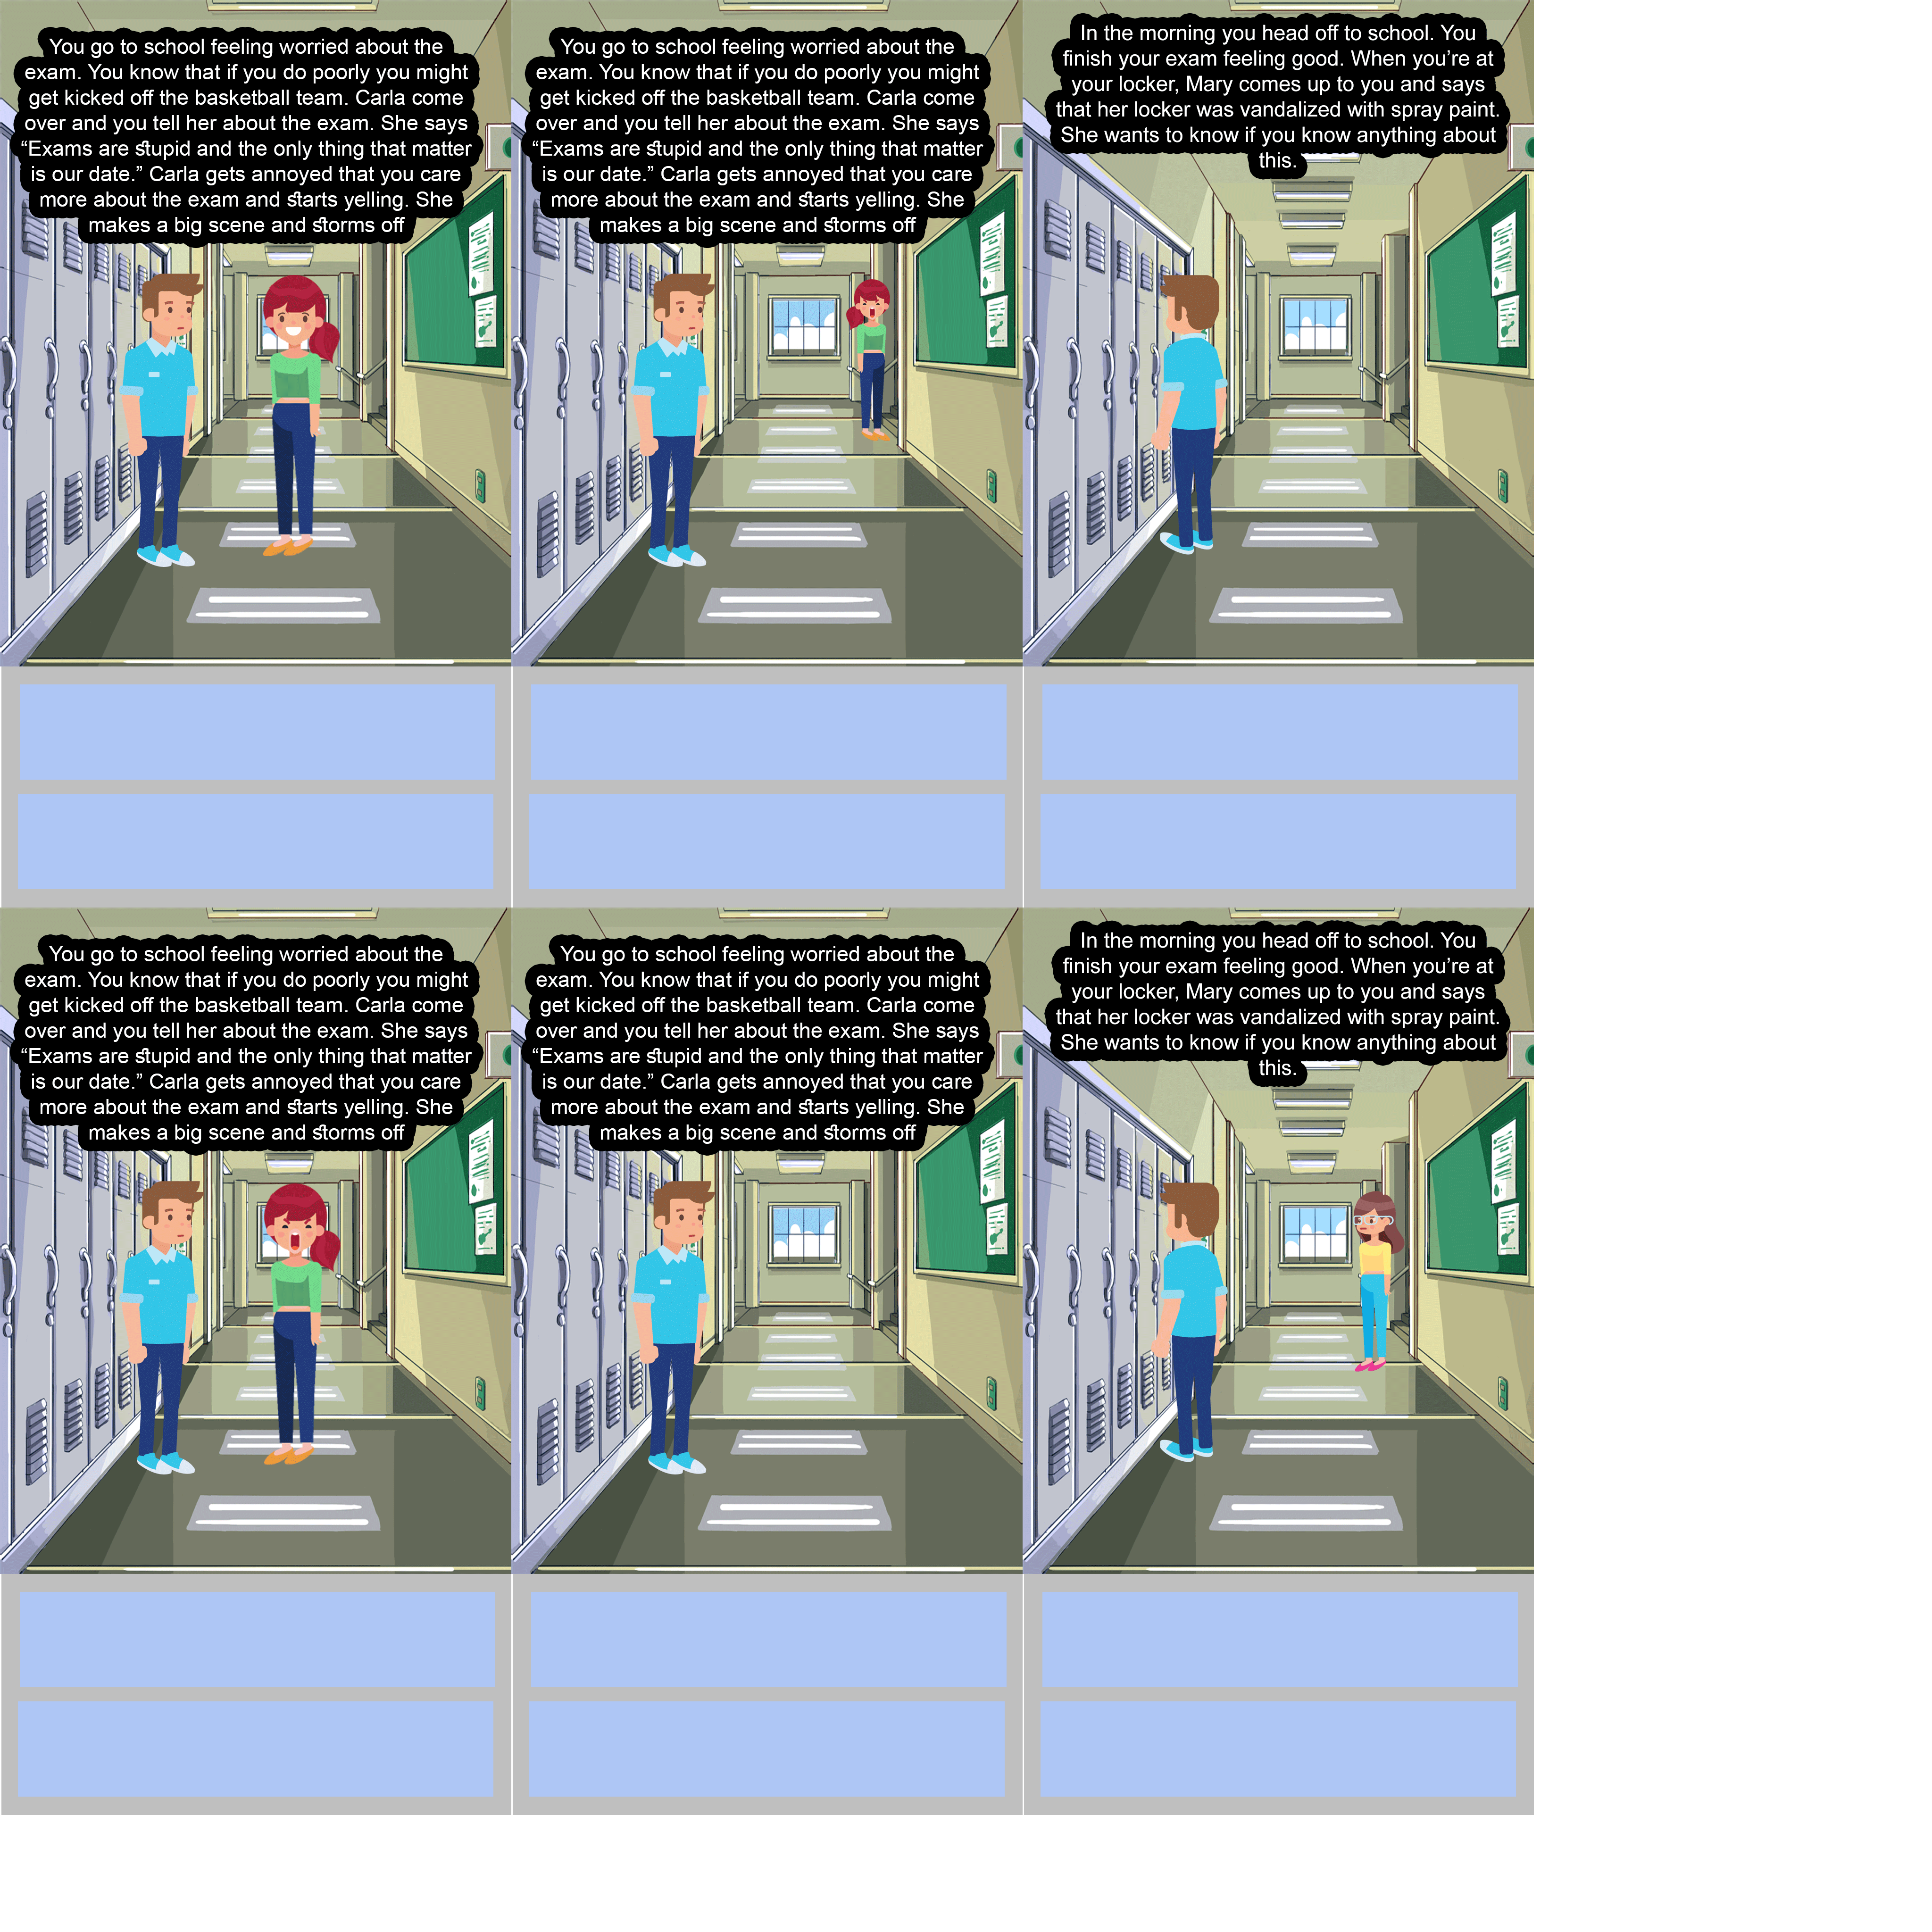 You go to school feeling worried about the
exam. You know that if you do poorly you might
get kicked off the basketball team. Carla come
over and you tell her about the exam. She says
“Exams are stupid and the only thing that matter
is our date.” Carla gets annoyed that you care
more about the exam and starts yelling. She
makes a big scene and storms off
You go to school feeling worried about the
exam. You know that if you do poorly you might
get kicked off the basketball team. Carla come
over and you tell her about the exam. She says
“Exams are stupid and the only thing that matter
is our date.” Carla gets annoyed that you care
more about the exam and starts yelling. She
makes a big scene and storms off
In the morning you head off to school. You
finish your exam feeling good. When you’re at
your locker, Mary comes up to you and says
that her locker was vandalized with spray paint.
She wants to know if you know anything about
this.
You go to school feeling worried about the
exam. You know that if you do poorly you might
get kicked off the basketball team. Carla come
over and you tell her about the exam. She says
“Exams are stupid and the only thing that matter
is our date.” Carla gets annoyed that you care
more about the exam and starts yelling. She
makes a big scene and storms off
You go to school feeling worried about the
exam. You know that if you do poorly you might
get kicked off the basketball team. Carla come
over and you tell her about the exam. She says
“Exams are stupid and the only thing that matter
is our date.” Carla gets annoyed that you care
more about the exam and starts yelling. She
makes a big scene and storms off
In the morning you head off to school. You
finish your exam feeling good. When you’re at
your locker, Mary comes up to you and says
that her locker was vandalized with spray paint.
She wants to know if you know anything about
this.